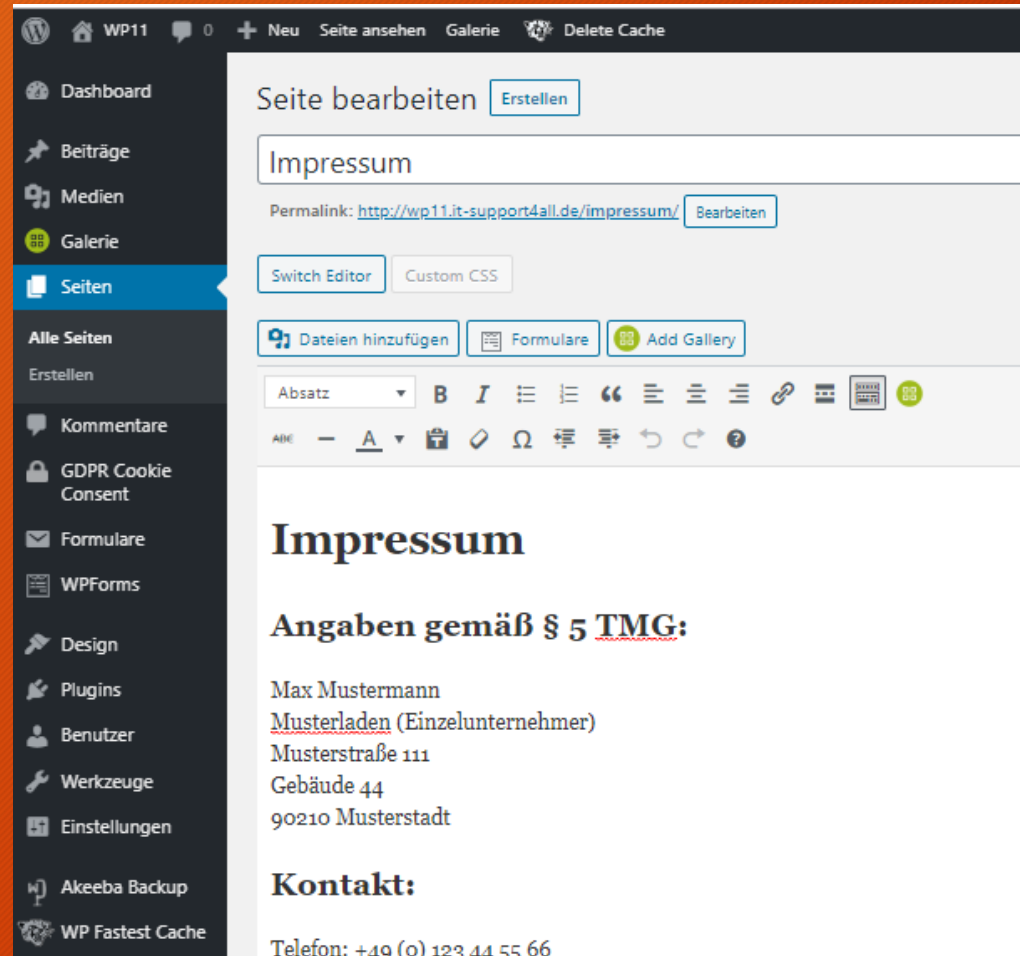 WP11 0 Neu Seite ansehen Galerie Delete Cache
Dashboard
Beiträge
Medien
Galerie
Seiten
Alle Seiten
Erstellen
Kommentare
GDPR Cookie
Consent
Formulare
WPForms
Design
Plugins
Benutzer
Werkzeuge
Einstellungen
Akeeba Backup
WP Fastest Cache
Seite bearbeiten Erstellen
Impressum
Permalink: http://wp11.it-support4all.de/impressum/ Bearbeiten
Switch Editor Custom CSS
Dateien hinzufügen Formulare Add Gallery
Absatz B I
ABC A Ω
Impressum
Angaben gemäß § 5 TMG:
Max Mustermann
Musterladen (Einzelunternehmer)
Musterstraße 111
Gebäude 44
90210 Musterstadt
Kontakt:
Telefon: +49 (0) 123 44 55 66